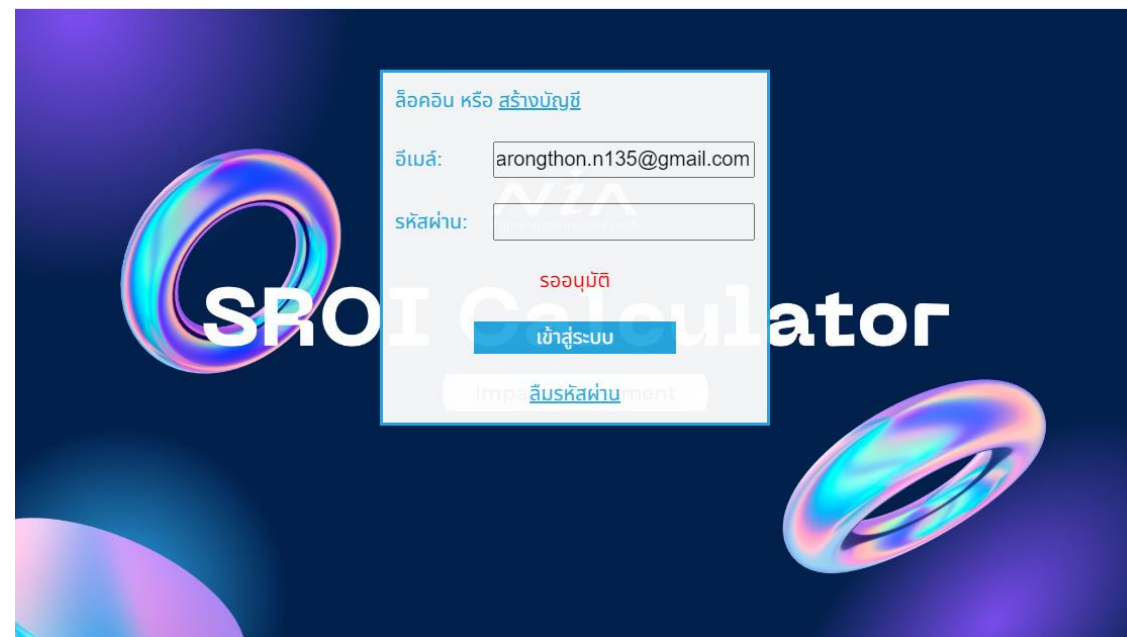 ล็อคอิน หรือ สร้างบัญชี
อีเมล์: arongthon.n135@gmail.com
NiA
รหัสผ่าน:
รออนุมัติ
SROI Calculator
เข้าสู่ระบบ
ลืมรหัสผ่าน